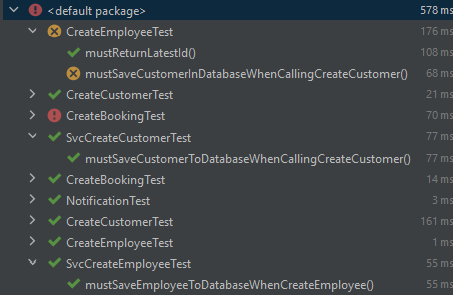 <default package> 578 ms
CreateEmployeeTest 176 ms
mustReturnLatestId() 108 ms
mustSaveCustomerInDatabaseWhenCallingCreateCustomer() 68 ms
CreateCustomerTest 21 ms
CreateBookingTest 70 ms
SvcCreateCustomerTest 77 ms
mustSaveCustomerToDatabaseWhenCallingCreateCustomer() 77 ms
CreateBookingTest 14 ms
NotificationTest 3 ms
CreateCustomerTest 161 ms
CreateEmployeeTest 1 ms
SvcCreateEmployeeTest 55 ms
mustSaveEmployeeToDatabaseWhenCreateEmployee() 55 ms